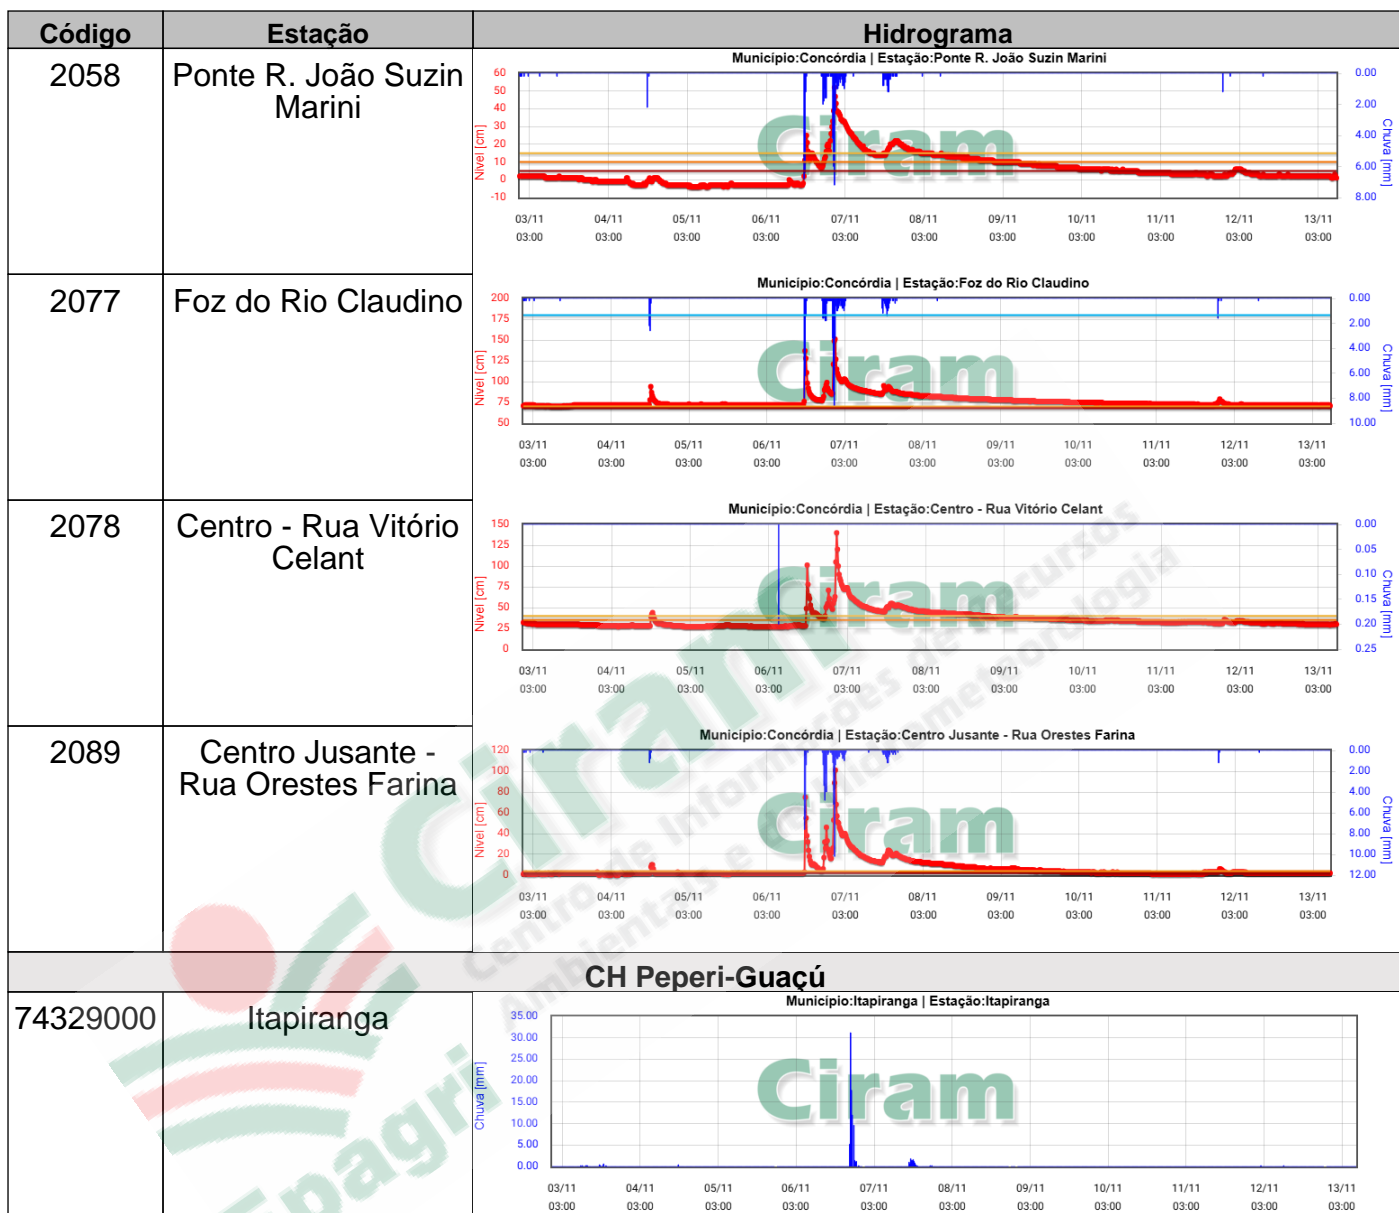 Código Estação Hidrograma
2058 Ponte R. João Suzin Marini
Município:Concórdia | Estação:Ponte R. João Suzin Marini
Nível [cm]
60
50
40
30
20
10
0
-10
Chuva [mm]
0.00
2.00
4.00
6.00
8.00
03/11 04/11 05/11 06/11 07/11 08/11 09/11 10/11 11/11 12/11 13/11
03:00 03:00 03:00 03:00 03:00 03:00 03:00 03:00 03:00 03:00 03:00
Ciram
2077 Foz do Rio Claudino
Município:Concórdia | Estação:Foz do Rio Claudino
Nível [cm]
200
175
150
125
100
75
50
Chuva [mm]
0.00
2.00
4.00
6.00
8.00
10.00
03/11 04/11 05/11 06/11 07/11 08/11 09/11 10/11 11/11 12/11 13/11
03:00 03:00 03:00 03:00 03:00 03:00 03:00 03:00 03:00 03:00 03:00
Ciram
2078 Centro - Rua Vitório Celant
Município:Concórdia | Estação:Centro - Rua Vitório Celant
Nível [cm]
150
125
100
75
50
25
0
Chuva [mm]
0.00
0.05
0.10
0.15
0.20
0.25
03/11 04/11 05/11 06/11 07/11 08/11 09/11 10/11 11/11 12/11 13/11
03:00 03:00 03:00 03:00 03:00 03:00 03:00 03:00 03:00 03:00 03:00
Ciram
2089 Centro Jusante - Rua Orestes Farina
Município:Concórdia | Estação:Centro Jusante - Rua Orestes Farina
Nível [cm]
120
100
80
60
40
20
0
Chuva [mm]
0.00
2.00
4.00
6.00
8.00
10.00
12.00
03/11 04/11 05/11 06/11 07/11 08/11 09/11 10/11 11/11 12/11 13/11
03:00 03:00 03:00 03:00 03:00 03:00 03:00 03:00 03:00 03:00 03:00
Ciram
CH Peperi-Guaçú
74329000 Itapiranga
Município:Itapiranga | Estação:Itapiranga
Chuva [mm]
35.00
30.00
25.00
20.00
15.00
10.00
5.00
0.00
03/11 04/11 05/11 06/11 07/11 08/11 09/11 10/11 11/11 12/11 13/11
03:00 03:00 03:00 03:00 03:00 03:00 03:00 03:00 03:00 03:00 03:00
Ciram
Epagri
Ciram
Centro de Informações de Recursos
Ambientais e de Hidrometeorologia